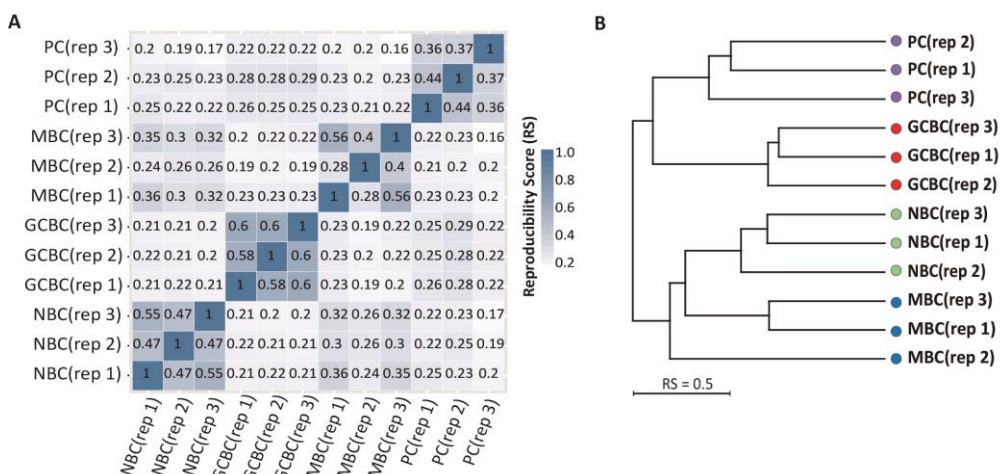 A
PC(rep 3) 0.2 0.19 0.17 0.22 0.22 0.22 0.2 0.2 0.16 0.36 0.37 1
PC(rep 2) 0.23 0.25 0.23 0.28 0.28 0.29 0.23 0.2 0.23 0.44 1 0.37
PC(rep 1) 0.25 0.22 0.22 0.26 0.25 0.25 0.23 0.21 0.22 1 0.44 0.36
MBC(rep 3) 0.35 0.3 0.32 0.2 0.22 0.22 0.56 0.4 1 0.22 0.23 0.16
MBC(rep 2) 0.24 0.26 0.26 0.19 0.2 0.19 0.28 1 0.4 0.21 0.2 0.2
MBC(rep 1) 0.36 0.3 0.32 0.23 0.23 0.23 1 0.28 0.56 0.23 0.23 0.2
GCBC(rep 3) 0.21 0.21 0.2 0.6 0.6 1 0.23 0.19 0.22 0.25 0.29 0.22
GCBC(rep 2) 0.22 0.21 0.2 0.58 1 0.6 0.23 0.2 0.22 0.25 0.28 0.22
GCBC(rep 1) 0.21 0.22 0.21 1 0.58 0.6 0.23 0.19 0.2 0.26 0.28 0.22
NBC(rep 3) 0.55 0.47 1 0.21 0.2 0.2 0.32 0.26 0.32 0.22 0.23 0.17
NBC(rep 2) 0.47 1 0.47 0.22 0.21 0.21 0.3 0.26 0.3 0.22 0.25 0.19
NBC(rep 1) 1 0.47 0.55 0.21 0.22 0.21 0.36 0.24 0.35 0.25 0.23 0.2
NBC(rep 1) NBC(rep 2) NBC(rep 3) GCBC(rep 1) GCBC(rep 2) GCBC(rep 3) MBC(rep 1) MBC(rep 2) MBC(rep 3) PC(rep 1) PC(rep 2) PC(rep 3)
Reproducibility Score (RS)
1.0
0.8
0.6
0.4
0.2
B
PC(rep 2)
PC(rep 1)
PC(rep 3)
GCBC(rep 3)
GCBC(rep 1)
GCBC(rep 2)
NBC(rep 3)
NBC(rep 1)
NBC(rep 2)
MBC(rep 3)
MBC(rep 1)
MBC(rep 2)
RS = 0.5